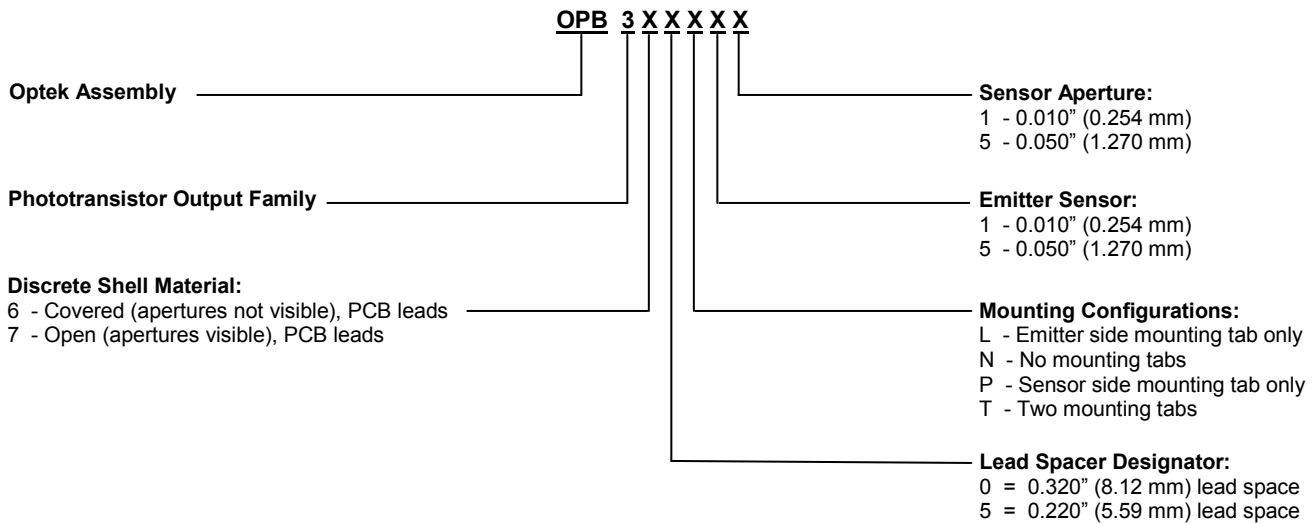 OPB 3 X X X X X
Optek Assembly
Phototransistor Output Family
Discrete Shell Material:
6 - Covered (apertures not visible), PCB leads
7 - Open (apertures visible), PCB leads
Sensor Aperture:
1 - 0.010” (0.254 mm)
5 - 0.050” (1.270 mm)
Emitter Sensor:
1 - 0.010” (0.254 mm)
5 - 0.050” (1.270 mm)
Mounting Configurations:
L - Emitter side mounting tab only
N - No mounting tabs
P - Sensor side mounting tab only
T - Two mounting tabs
Lead Spacer Designator:
0 = 0.320” (8.12 mm) lead space
5 = 0.220” (5.59 mm) lead space